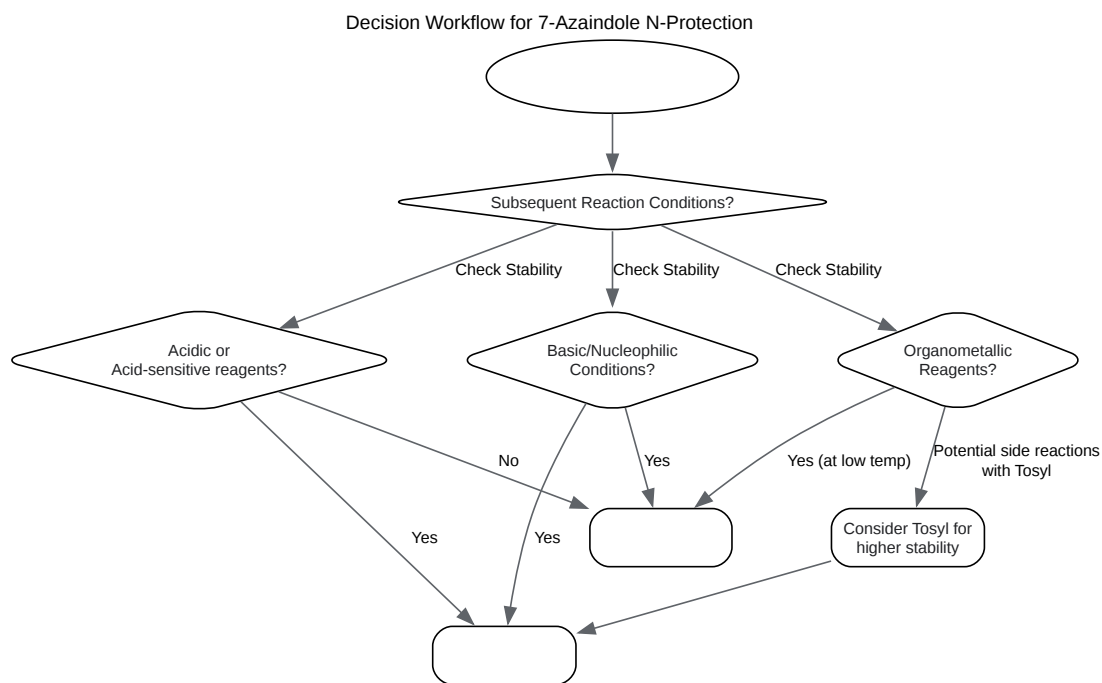 Decision Workflow for 7-Azaindole N-Protection
Subsequent Reaction Conditions?
Check Stability
Check Stability
Check Stability
Acidic or
Acid-sensitive reagents?
Basic/Nucleophilic
Conditions?
Organometallic
Reagents?
No
Yes
Yes (at low temp)
Potential side reactions
with Tosyl
Yes
Yes
Consider Tosyl for
higher stability